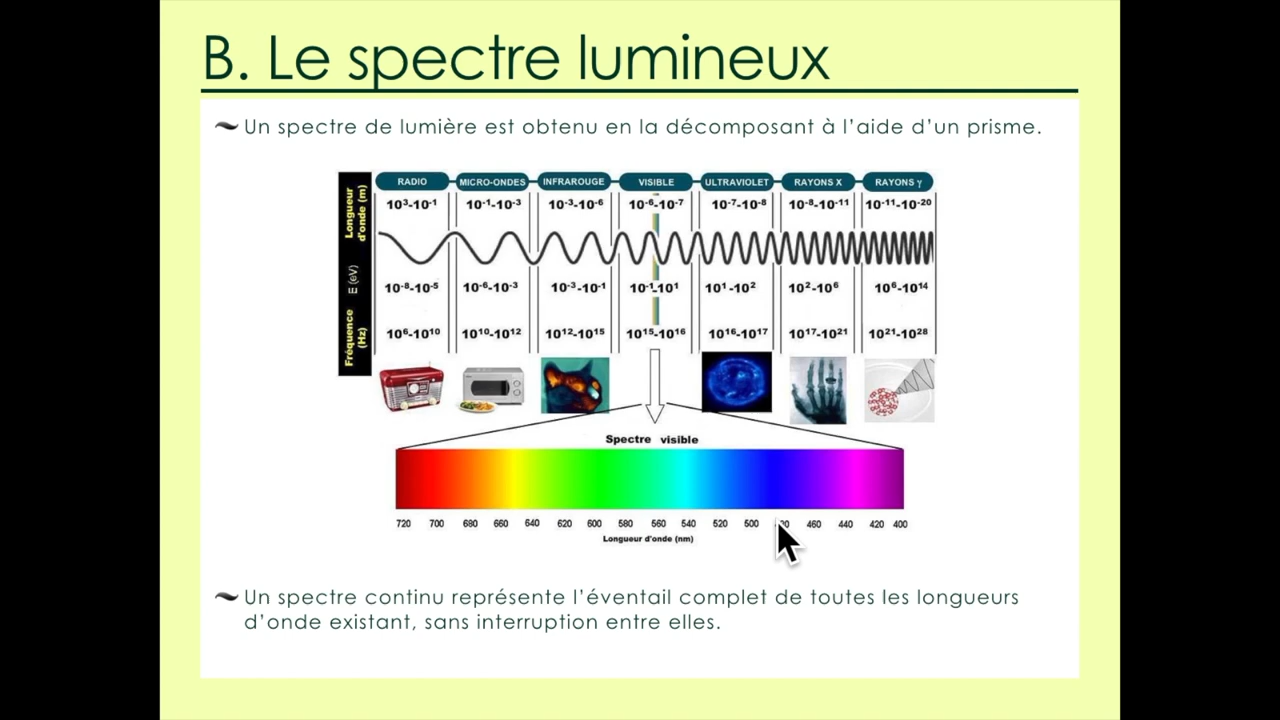 B. Le spectre lumineux
Un spectre de lumière est obtenu en la décomposant à l'aide d'un prisme.
RADIO MICRO-ONDES INFRAROUGE VISIBLE ULTRAVIOLET RAYONS X RAYONS γ
Longueur d'onde (m)
10³-10⁻¹ 10⁻¹-10⁻³ 10⁻³-10⁻⁶ 10⁻⁶-10⁻⁷ 10⁻⁷-10⁻⁸ 10⁻⁸-10⁻¹¹ 10⁻¹¹-10⁻²⁰
E (eV)
10⁻⁸-10⁻⁵ 10⁻⁶-10⁻³ 10⁻³-10⁻¹ 10⁻¹-10¹ 10¹-10² 10²-10⁶ 10⁶-10¹⁴
Fréquence (Hz)
10⁶-10¹⁰ 10¹⁰-10¹² 10¹²-10¹⁵ 10¹⁵-10¹⁶ 10¹⁶-10¹⁷ 10¹⁷-10²¹ 10²¹-10²⁸
Spectre visible
720 700 680 660 640 620 600 580 560 540 520 500 460 440 420 400
Longueur d'onde (nm)
Un spectre continu représente l'éventail complet de toutes les longueurs
d'onde existant, sans interruption entre elles.